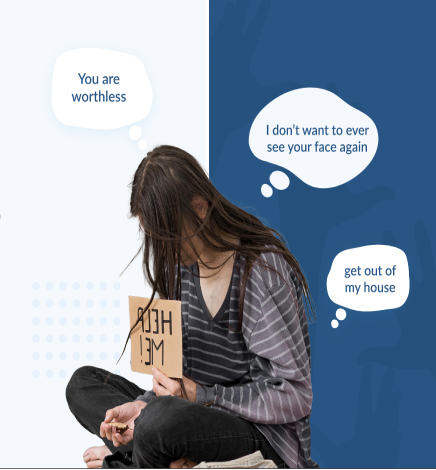 You are
worthless
I don't want to ever
see your face again
get out of
my house
HELP
ME!